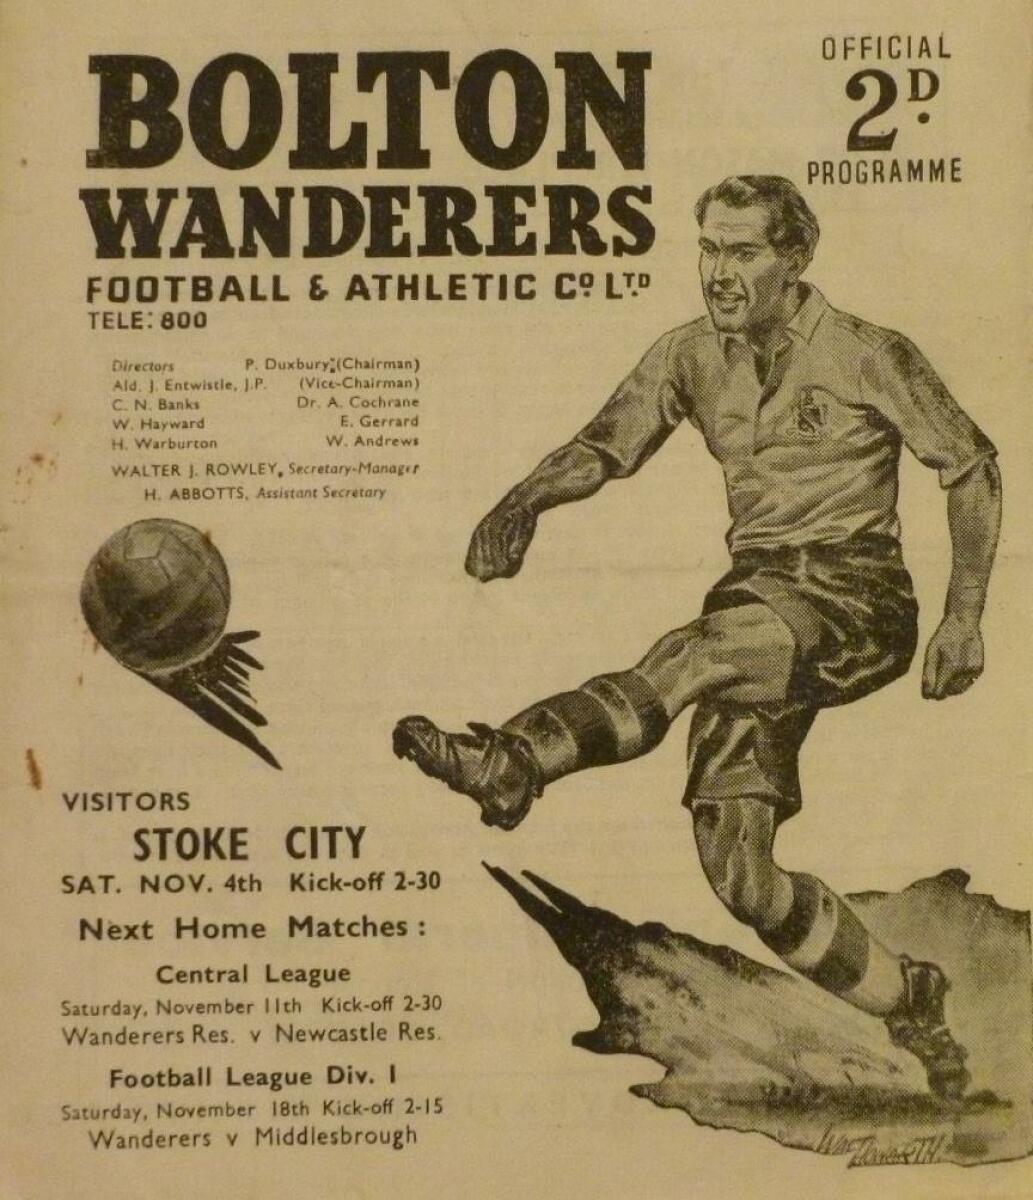 BOLTON
WANDERERS
FOOTBALL & ATHLETIC Cº LTD
TELE: 800
OFFICIAL
2D.
PROGRAMME
Directors P. Duxbury, (Chairman)
Ald. J. Entwistle, J.P. (Vice-Chairman)
C. N. Banks Dr. A. Cochrane
W. Hayward E. Gerrard
H. Warburton W. Andrews
WALTER J. ROWLEY, Secretary-Manager
H. ABBOTTS, Assistant Secretary
VISITORS
STOKE CITY
SAT. NOV. 4th Kick-off 2-30
Next Home Matches :
Central League
Saturday, November 11th Kick-off 2-30
Wanderers Res. v Newcastle Res.
Football League Div. I
Saturday, November 18th Kick-off 2-15
Wanderers v Middlesbrough